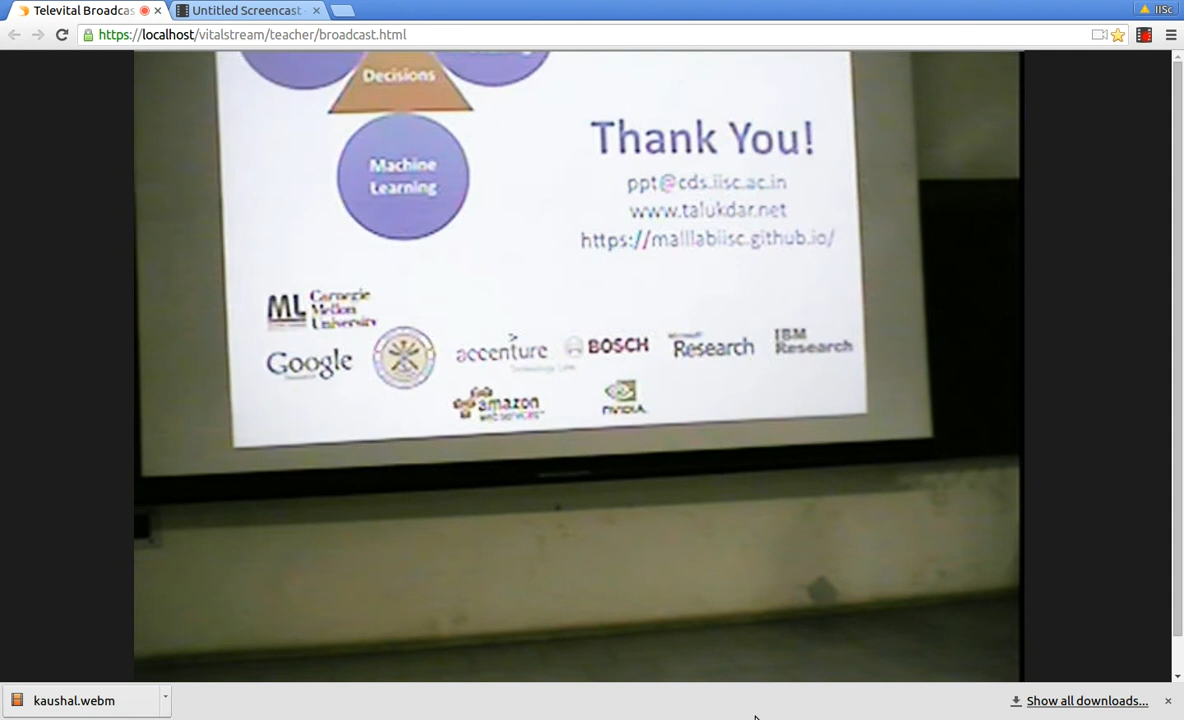 Televital Broadcas
Untitled Screencast
IISc
https://localhost/vitalstream/teacher/broadcast.html
Decisions
Machine
Learning
Thank You!
ppt@cds.iisc.ac.in
www.talukdar.net
https://malllabiisc.github.io/
ML Carnegie
Mellon
University
Google
accenture
BOSCH
Microsoft
Research
IBM
Research
amazon
web services
NVIDIA
kaushal.webm
Show all downloads...